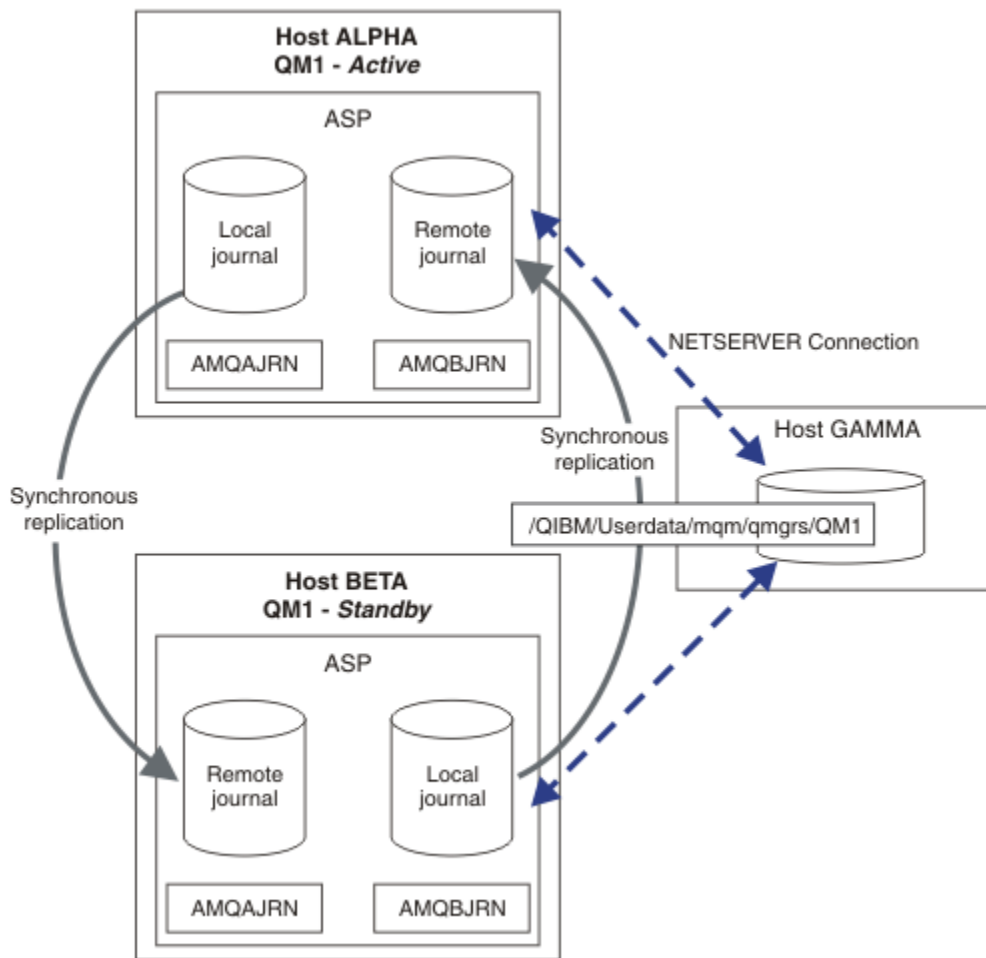 Host ALPHA
QM1 - Active
ASP
Local
journal
Remote
journal
AMQAJRN
AMQBJRN
NETSERVER Connection
Host GAMMA
/QIBM/Userdata/mqm/qmgrs/QM1
Synchronous
replication
Synchronous
replication
Host BETA
QM1 - Standby
ASP
Remote
journal
Local
journal
AMQAJRN
AMQBJRN